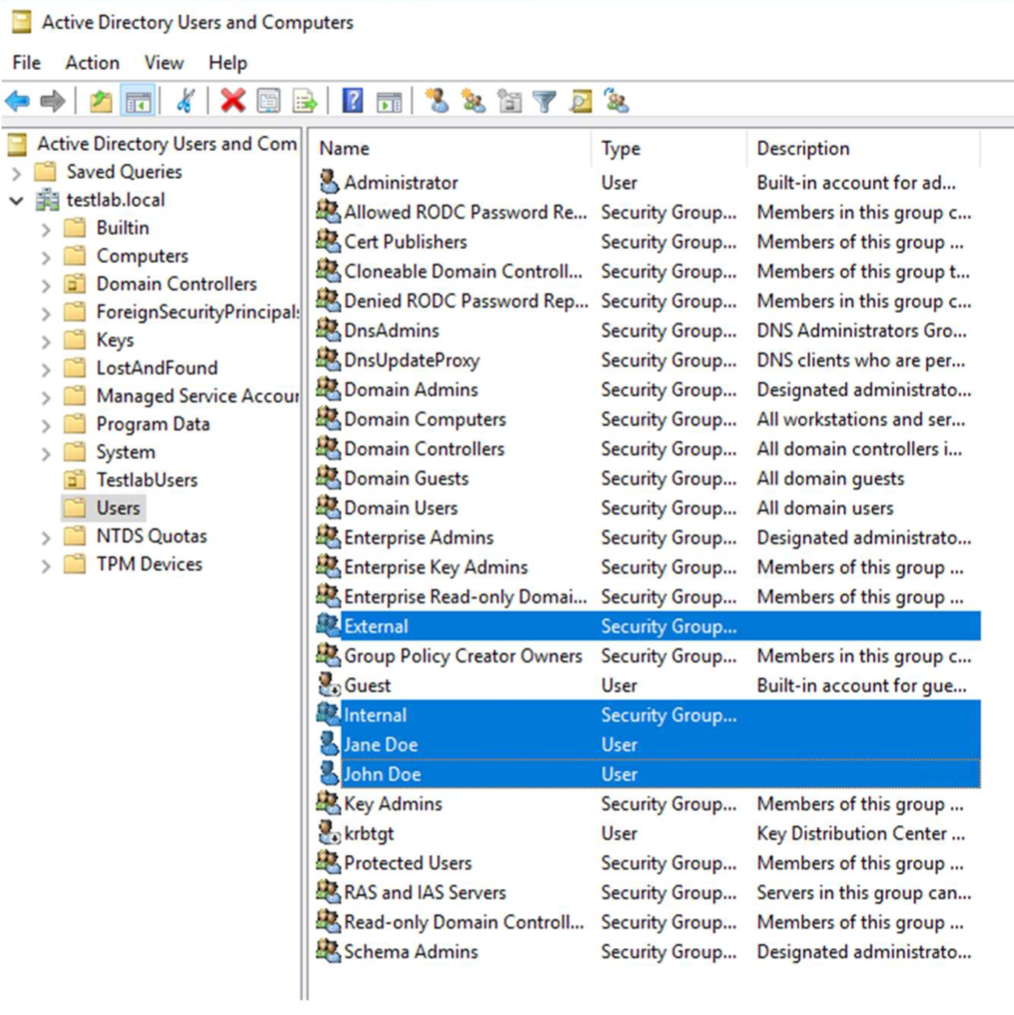 Active Directory Users and Computers
File Action View Help
Active Directory Users and Com
Saved Queries
testlab.local
Builtin
Computers
Domain Controllers
ForeignSecurityPrincipals
Keys
LostAndFound
Managed Service Accour
Program Data
System
TestlabUsers
Users
NTDS Quotas
TPM Devices
Name Type Description
Administrator User Built-in account for ad...
Allowed RODC Password Re... Security Group... Members in this group c...
Cert Publishers Security Group... Members of this group ...
Cloneable Domain Controll... Security Group... Members of this group t...
Denied RODC Password Rep... Security Group... Members in this group c...
DnsAdmins Security Group... DNS Administrators Gro...
DnsUpdateProxy Security Group... DNS clients who are per...
Domain Admins Security Group... Designated administrato...
Domain Computers Security Group... All workstations and ser...
Domain Controllers Security Group... All domain controllers i...
Domain Guests Security Group... All domain guests
Domain Users Security Group... All domain users
Enterprise Admins Security Group... Designated administrato...
Enterprise Key Admins Security Group... Members of this group ...
Enterprise Read-only Domai... Security Group... Members of this group ...
External Security Group...
Group Policy Creator Owners Security Group... Members in this group c...
Guest User Built-in account for gue...
Internal Security Group...
Jane Doe User
John Doe User
Key Admins Security Group... Members of this group ...
krbtgt User Key Distribution Center ...
Protected Users Security Group... Members of this group ...
RAS and IAS Servers Security Group... Servers in this group can...
Read-only Domain Controll... Security Group... Members of this group ...
Schema Admins Security Group... Designated administrato...